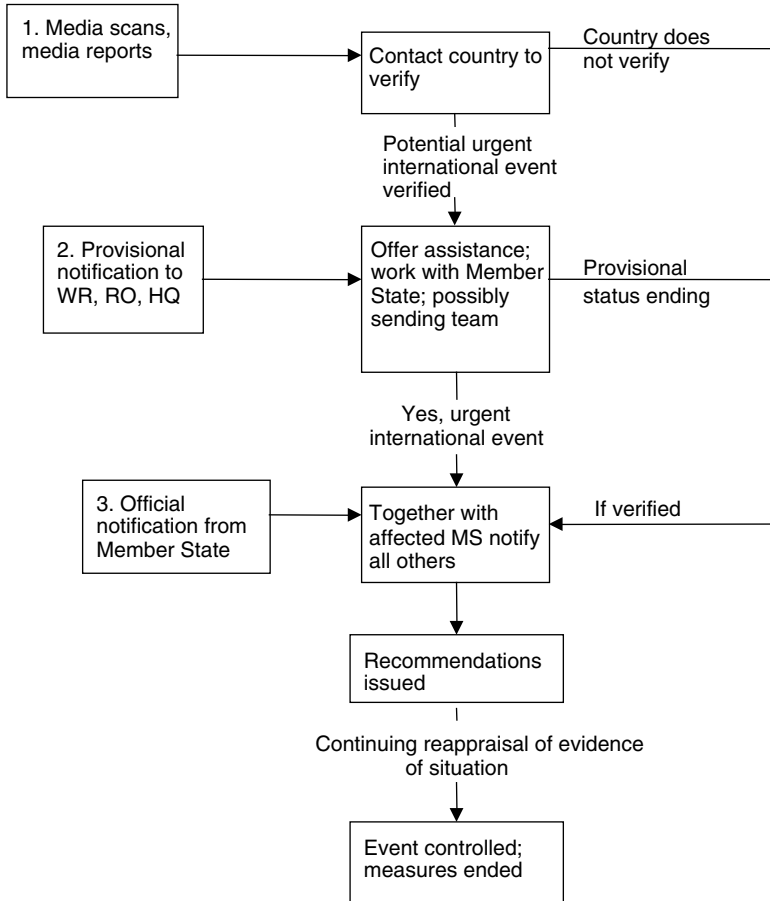 1. Media scans,
media reports
Contact country to
verify
Country does
not verify
Potential urgent
international event
verified
2. Provisional
notification to
WR, RO, HQ
Offer assistance;
work with Member
State; possibly
sending team
Provisional
status ending
Yes, urgent
international event
3. Official
notification from
Member State
Together with
affected MS notify
all others
If verified
Recommendations
issued
Continuing reappraisal of evidence
of situation
Event controlled;
measures ended